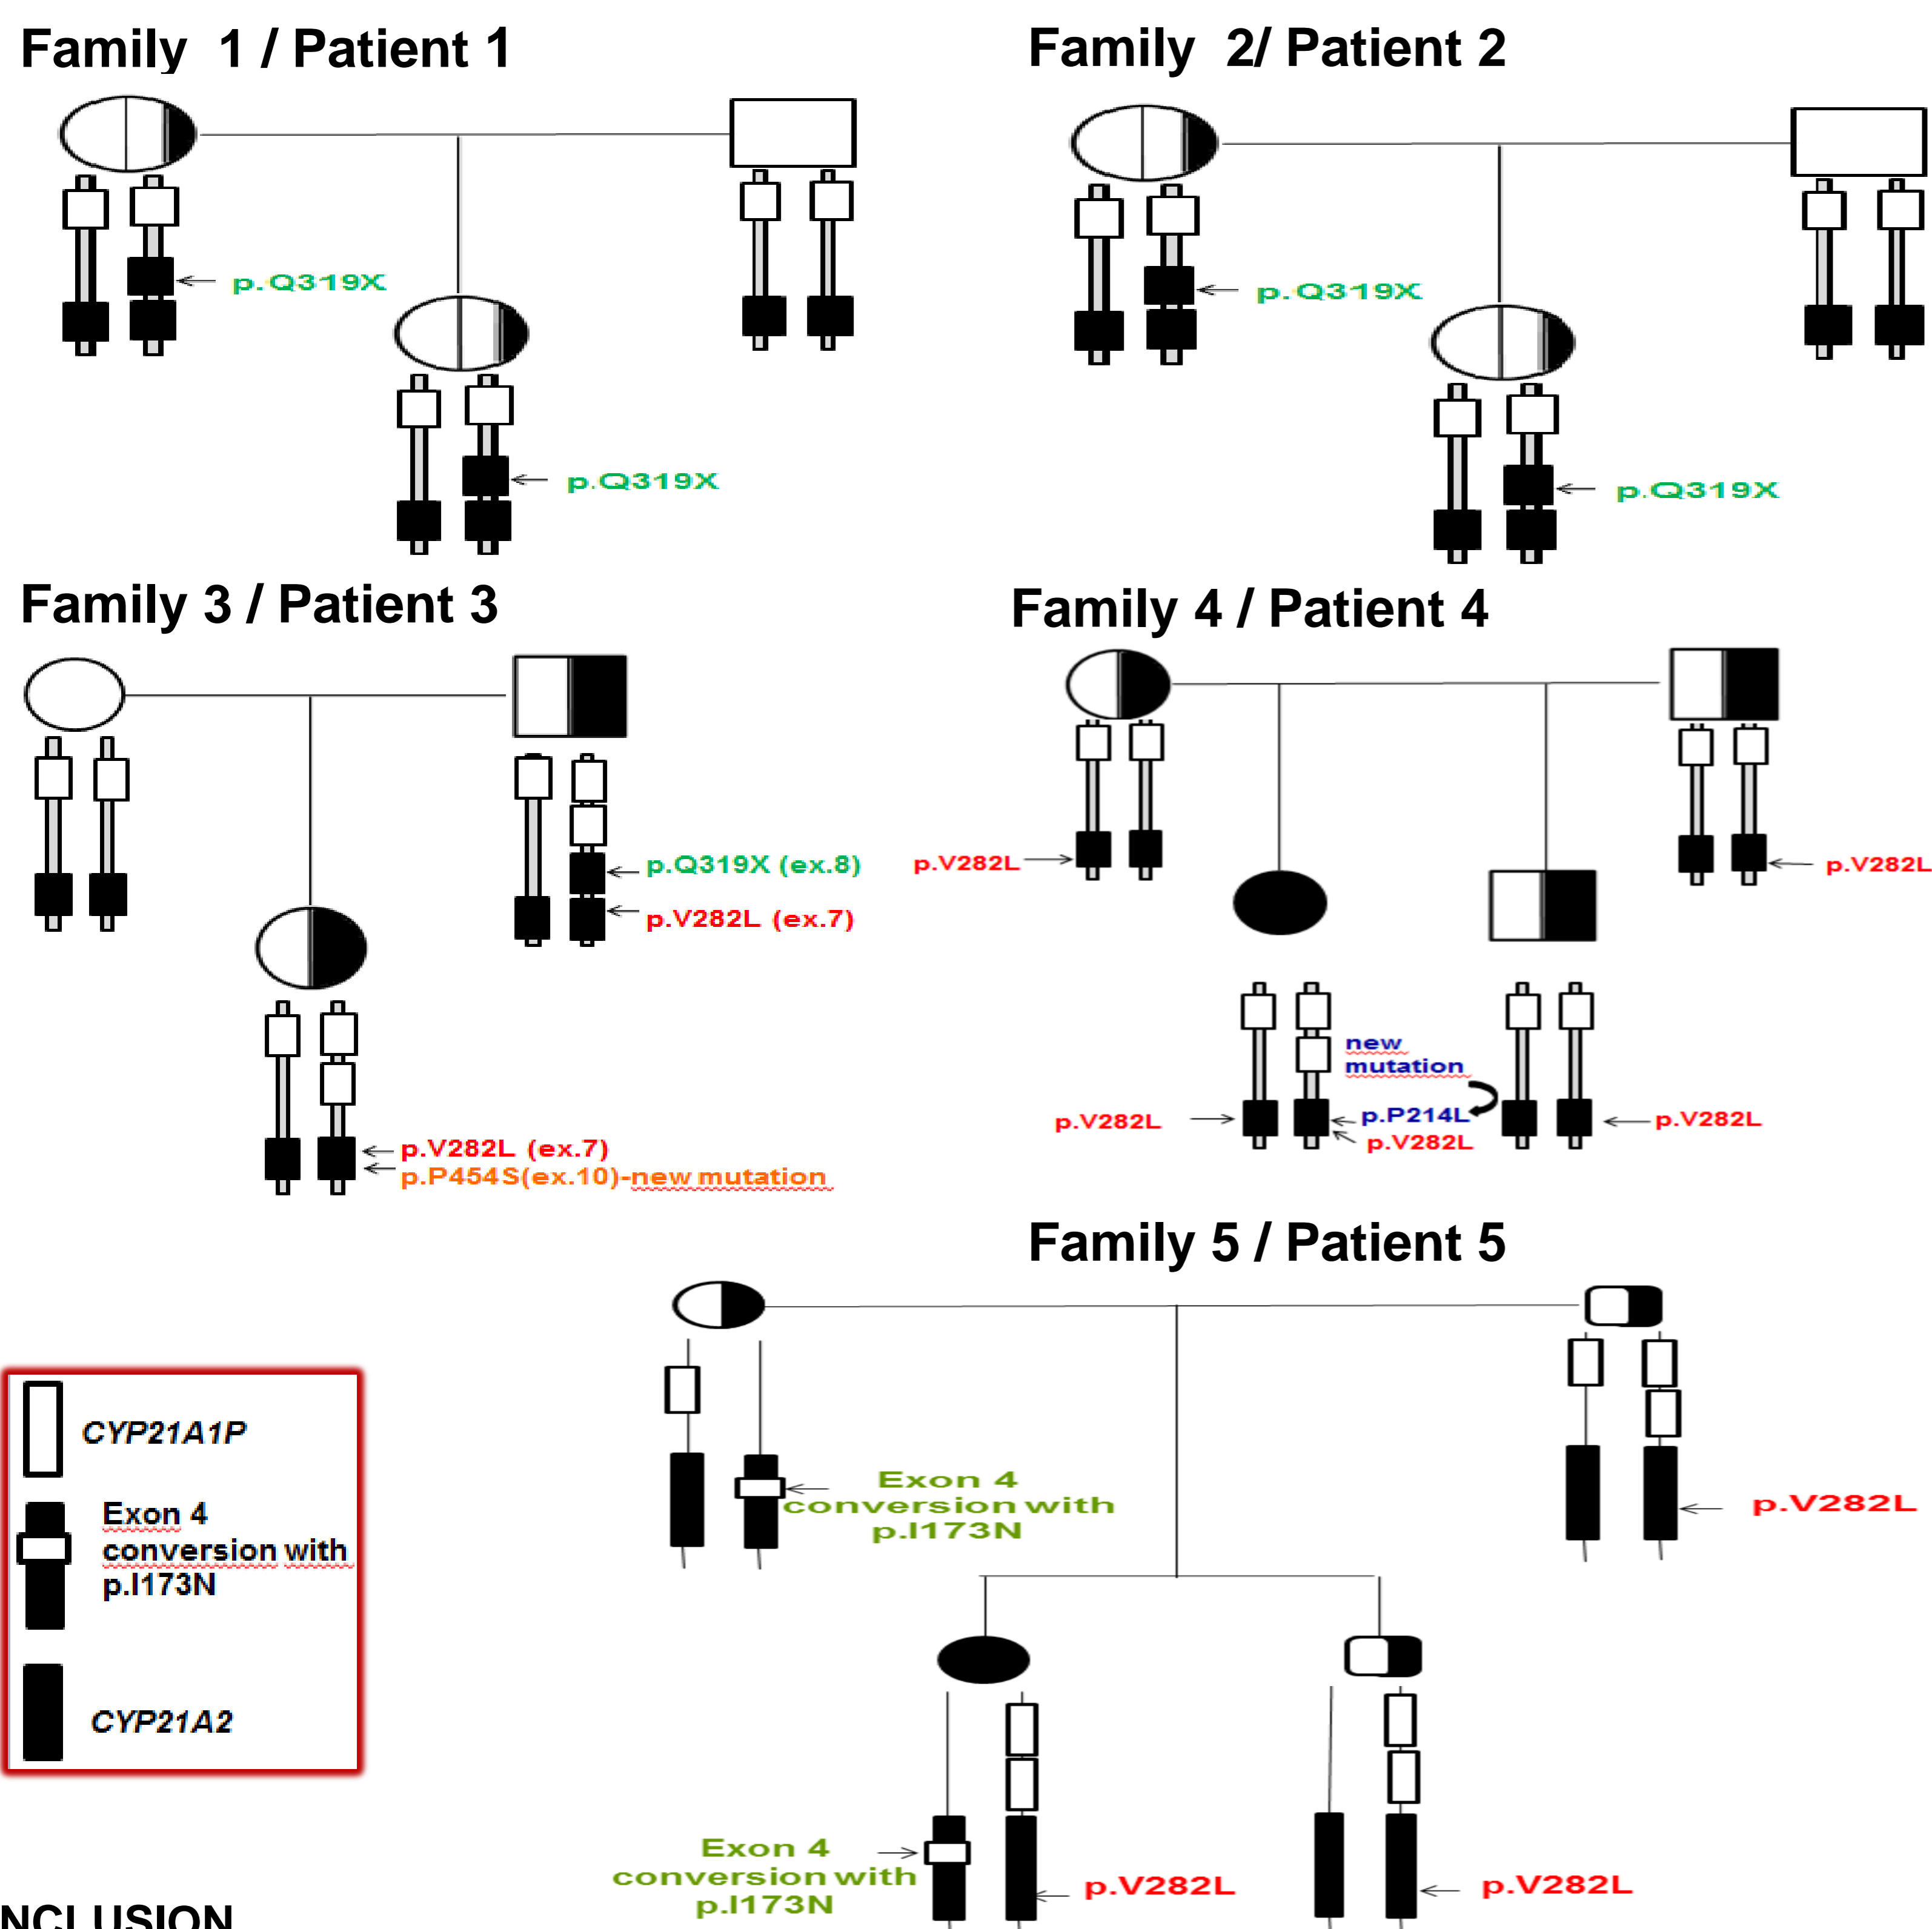 Family 1 / Patient 1
Family 2/ Patient 2
p.Q319X
p.Q319X
p.Q319X
p.Q319X
Family 3 / Patient 3
Family 4 / Patient 4
p.Q319X (ex.8)
p.V282L (ex.7)
p.V282L (ex.7)
p.P454S(ex.10)-new mutation
p.V282L
p.V282L
new
mutation
p.V282L
p.P214L
p.V282L
p.V282L
Family 5 / Patient 5
Exon 4
conversion with
p.I173N
p.V282L
CYP21A1P
Exon 4
conversion with
p.I173N
CYP21A2
Exon 4
conversion with
p.I173N
p.V282L
p.V282L
NCLUSION